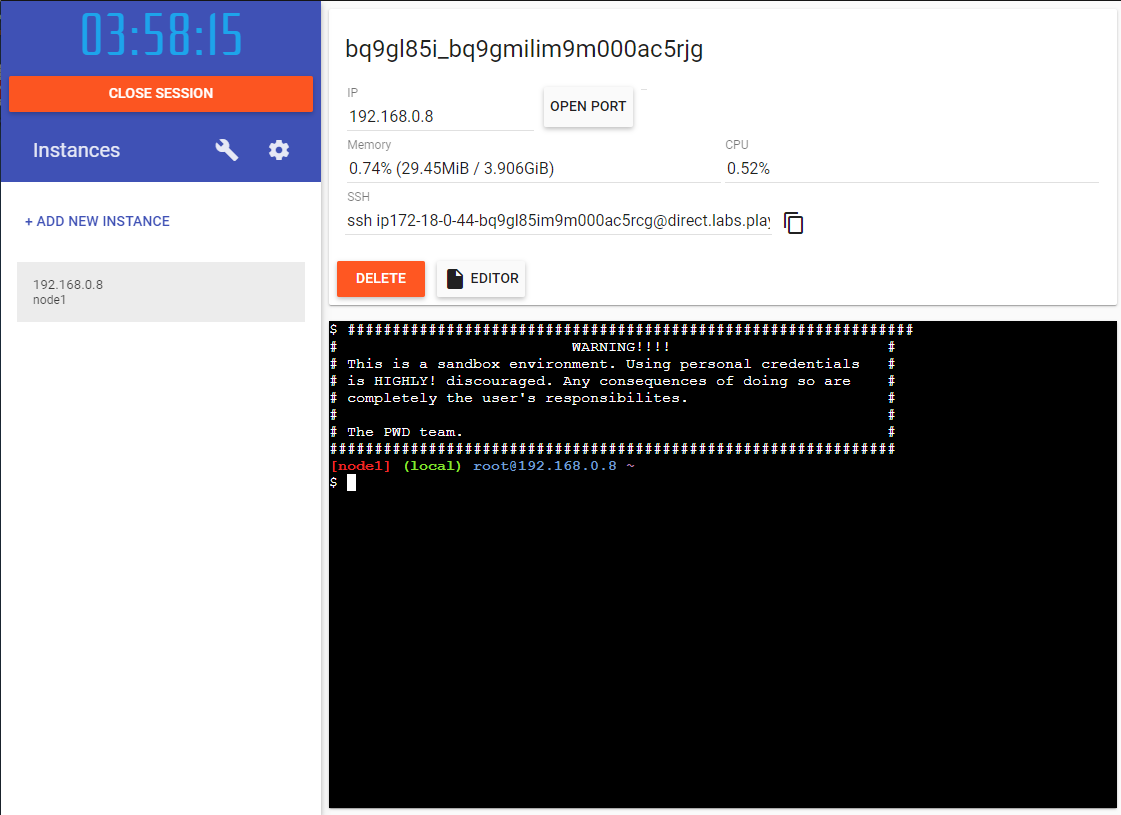 03:58:15
CLOSE SESSION
Instances
+ ADD NEW INSTANCE
192.168.0.8
node1
bq9gl85i_bq9gmilim9m000ac5rjg
IP
192.168.0.8
OPEN PORT
Memory
0.74% (29.45MiB / 3.906GiB)
CPU
0.52%
SSH
ssh ip172-18-0-44-bq9gl85im9m000ac5rcg@direct.labs.play
DELETE
EDITOR
$ ###############################################################
#                          WARNING!!!!                        #
# This is a sandbox environment. Using personal credentials   #
# is HIGHLY! discouraged. Any consequences of doing so are    #
# completely the user's responsibilites.                      #
#                                                             #
# The PWD team.                                               #
###############################################################
[node1] (local) root@192.168.0.8 ~
$